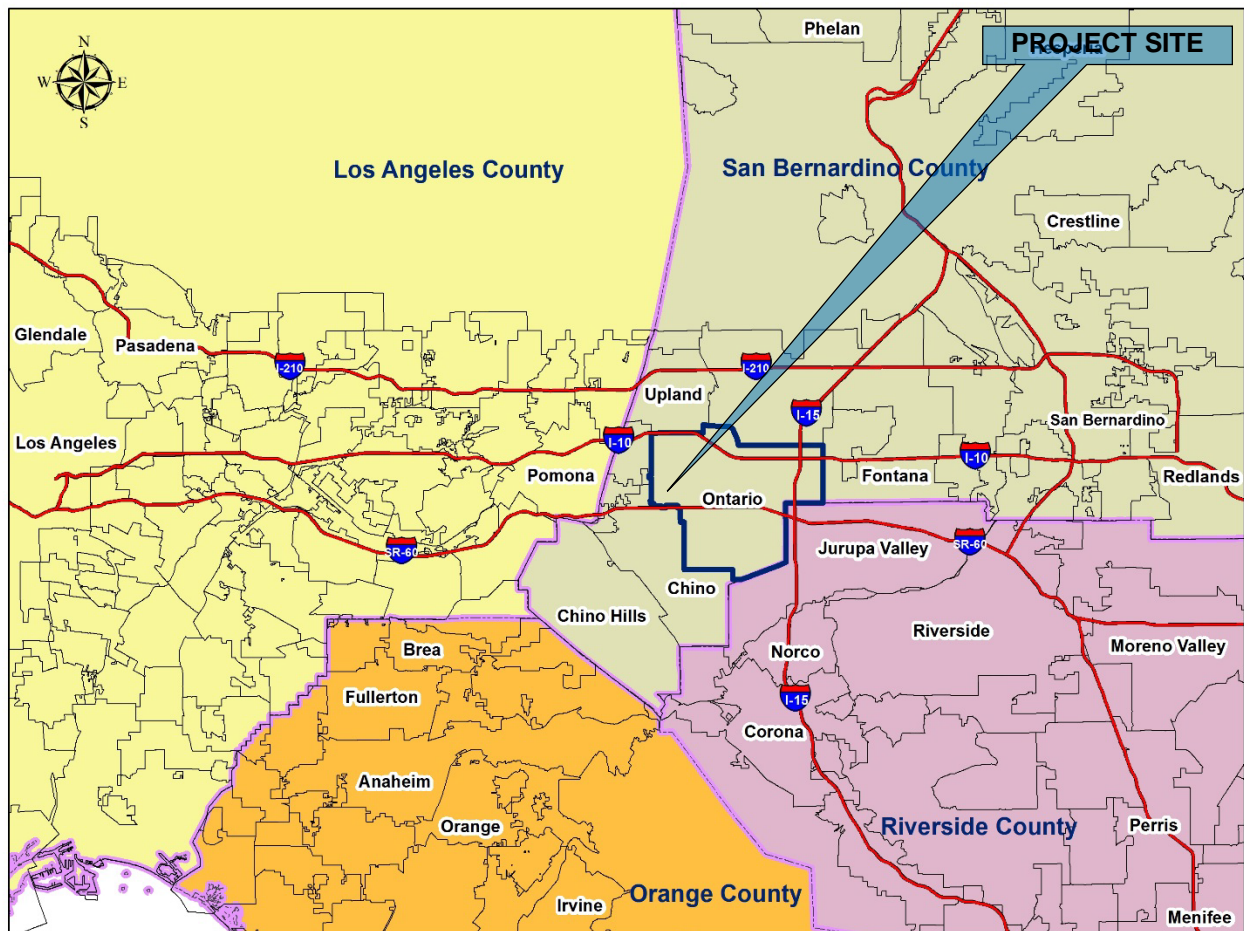 Phelan
PROJECT SITE
Hesperia
N
W
E
S
Los Angeles County
San Bernardino County
Crestline
Glendale
Pasadena
I-210
I-210
Upland
I-15
San Bernardino
Los Angeles
I-10
Pomona
Fontana
I-10
Redlands
Ontario
SR-60
Jurupa Valley
SR-60
Chino
Chino Hills
Riverside
Moreno Valley
Brea
Norco
Fullerton
I-15
Corona
Anaheim
Orange
Riverside County
Perris
Orange County
Irvine
Menifee